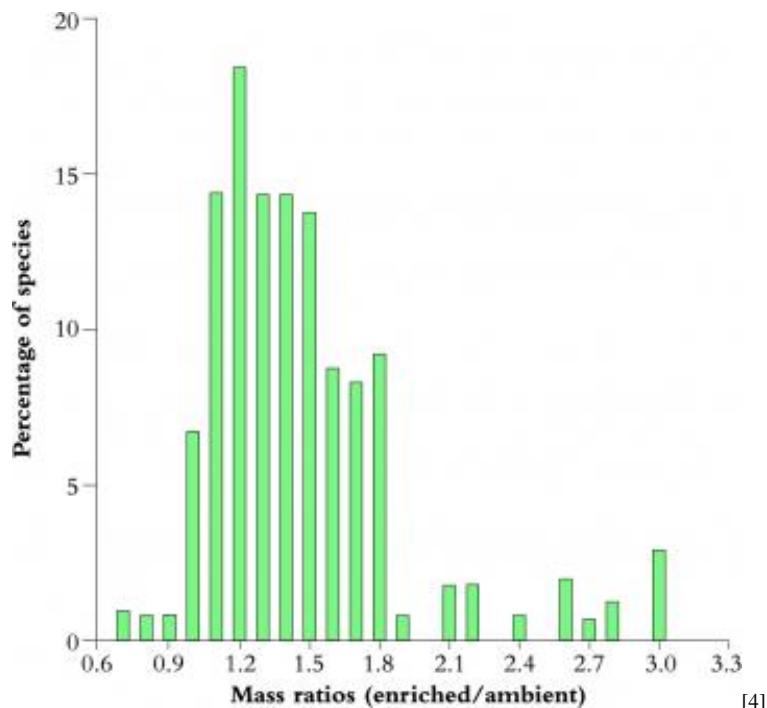 20
15
10
5
0
Percentage of species
0.6 0.9 1.2 1.5 1.8 2.1 2.4 2.7 3.0 3.3
Mass ratios (enriched/ambient)
[4]